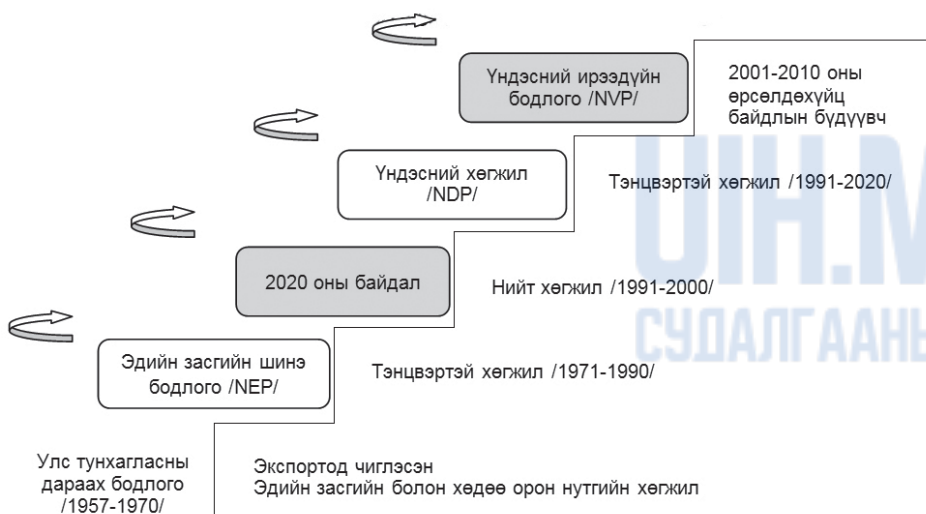 Үндэсний ирээдүйн
бодлого /NVP/
2001-2010 оны
өрсөлдөхүйц
байдлын бүдүүвч
Үндэсний хөгжил
/NDP/
Тэнцвэртэй хөгжил /1991-2020/
2020 оны байдал
Нийт хөгжил /1991-2000/
Эдийн засгийн шинэ
бодлого /NEP/
Тэнцвэртэй хөгжил /1971-1990/
Улс тунхагласны
дараах бодлого
/1957-1970/
Экспортод чиглэсэн
Эдийн засгийн болон хөдөө орон нутгийн хөгжил
UIH.M
СУДАЛГААНЫ